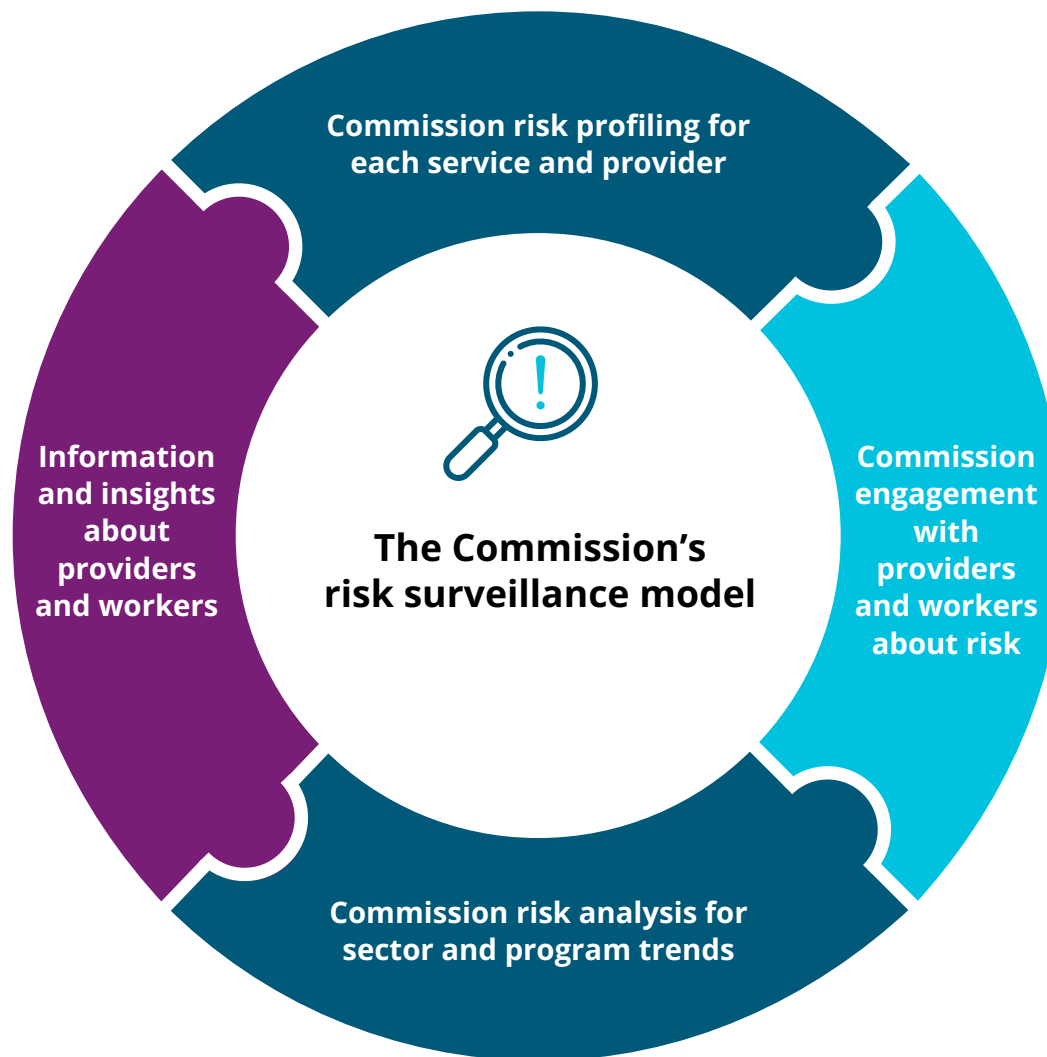 Commission risk profiling for
each service and provider
Information
and insights
about
providers
and workers
The Commission’s
risk surveillance model
Commission
engagement
with
providers
and workers
about risk
Commission risk analysis for
sector and program trends